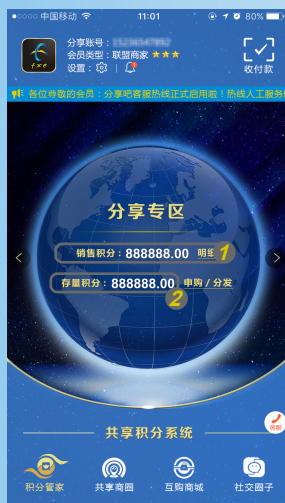 中国移动 11:01 80%
分享账号：
会员类型：联盟商家 ★★★
设置：
收付款
fxe
各位尊敬的会员：分享吧客服热线正式启用啦！热线人工服务
分享专区
销售积分：888888.00 明细 1
存量积分：888888.00 申购 / 分发
2
共享积分系统
客服
积分管家 共享商圈 互购商城 社交圈子